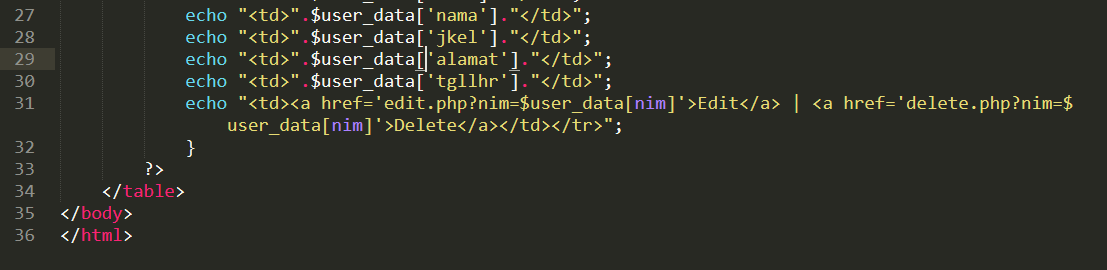 27 echo "<td>".$user_data['nama']."</td>";
28 echo "<td>".$user_data['jkel']."</td>";
29 echo "<td>".$user_data['alamat']."</td>";
30 echo "<td>".$user_data['tgllhr']."</td>";
31 echo "<td><a href='edit.php?nim=$user_data[nim]'>Edit</a> | <a href='delete.php?nim=$
user_data[nim]'>Delete</a></td></tr>";
32 }
33 ?>
34 </table>
35 </body>
36 </html>